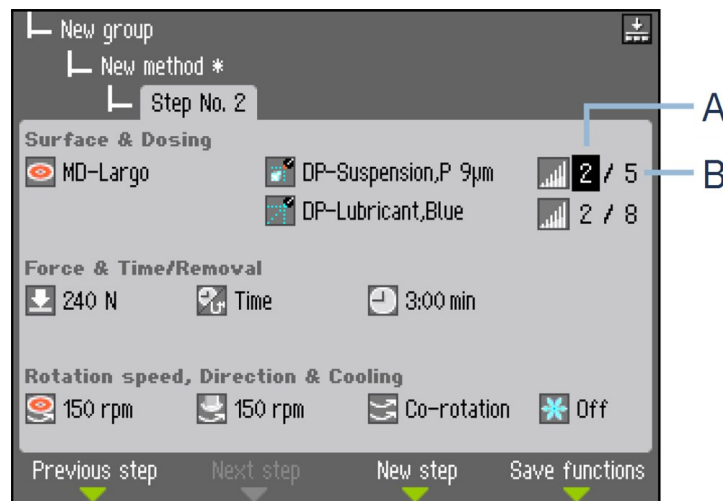 New group
New method *
Step No. 2
A
Surface & Dosing
MD-Largo DP-Suspension,P 9µm 2 / 5
B
DP-Lubricant,Blue 2 / 8
Force & Time/Removal
240 N Time 3:00 min
Rotation speed, Direction & Cooling
150 rpm 150 rpm Co-rotation Off
Previous step Next step New step Save functions